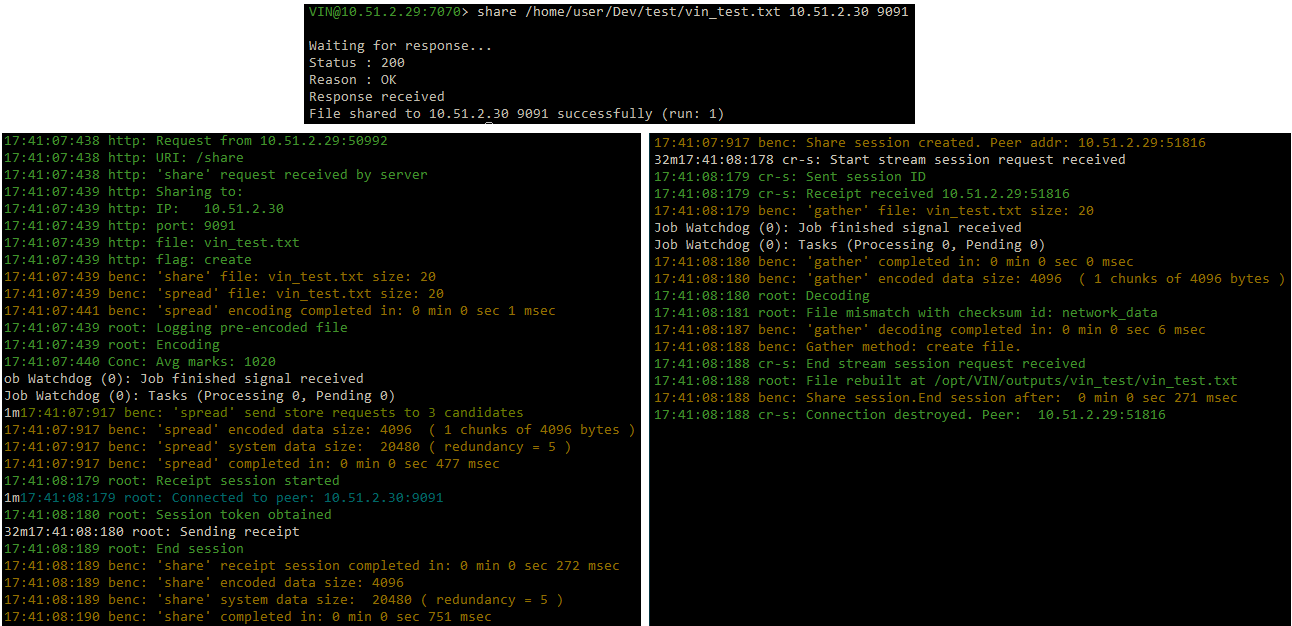 VIN@10.51.2.29:7070> share /home/user/Dev/test/vin_test.txt 10.51.2.30 9091
Waiting for response...
Status : 200
Reason : OK
Response received
File shared to 10.51.2.30 9091 successfully (run: 1)
17:41:07:438 http: Request from 10.51.2.29:50992
17:41:07:438 http: URI: /share
17:41:07:438 http: 'share' request received by server
17:41:07:439 http: Sharing to:
17:41:07:439 http: IP:   10.51.2.30
17:41:07:439 http: port: 9091
17:41:07:439 http: file: vin_test.txt
17:41:07:439 http: flag: create
17:41:07:439 benc: 'share' file: vin_test.txt size: 20
17:41:07:439 benc: 'spread' file: vin_test.txt size: 20
17:41:07:441 benc: 'spread' encoding completed in: 0 min 0 sec 1 msec
17:41:07:439 root: Logging pre-encoded file
17:41:07:439 root: Encoding
17:41:07:440 Conc: Avg marks: 1020
ob Watchdog (0): Job finished signal received
Job Watchdog (0): Tasks (Processing 0, Pending 0)
1m17:41:07:917 benc: 'spread' send store requests to 3 candidates
17:41:07:917 benc: 'spread' encoded data size: 4096  ( 1 chunks of 4096 bytes )
17:41:07:917 benc: 'spread' system data size:  20480 ( redundancy = 5 )
17:41:07:917 benc: 'spread' completed in: 0 min 0 sec 477 msec
17:41:08:179 root: Receipt session started
1m17:41:08:179 root: Connected to peer: 10.51.2.30:9091
17:41:08:180 root: Session token obtained
32m17:41:08:180 root: Sending receipt
17:41:08:189 root: End session
17:41:08:189 benc: 'share' receipt session completed in: 0 min 0 sec 272 msec
17:41:08:189 benc: 'share' encoded data size: 4096
17:41:08:189 benc: 'share' system data size:  20480 ( redundancy = 5 )
17:41:08:190 benc: 'share' completed in: 0 min 0 sec 751 msec
17:41:07:917 benc: Share session created. Peer addr: 10.51.2.29:51816
32m17:41:08:178 cr-s: Start stream session request received
17:41:08:179 cr-s: Sent session ID
17:41:08:179 cr-s: Receipt received 10.51.2.29:51816
17:41:08:179 benc: 'gather' file: vin_test.txt size: 20
Job Watchdog (0): Job finished signal received
Job Watchdog (0): Tasks (Processing 0, Pending 0)
17:41:08:180 benc: 'gather' completed in: 0 min 0 sec 0 msec
17:41:08:180 benc: 'gather' encoded data size: 4096  ( 1 chunks of 4096 bytes )
17:41:08:180 root: Decoding
17:41:08:181 root: File mismatch with checksum id: network_data
17:41:08:187 benc: 'gather' decoding completed in: 0 min 0 sec 6 msec
17:41:08:188 benc: Gather method: create file.
17:41:08:188 cr-s: End stream session request received
17:41:08:188 root: File rebuilt at /opt/VIN/outputs/vin_test/vin_test.txt
17:41:08:188 benc: Share session.End session after:  0 min 0 sec 271 msec
17:41:08:188 cr-s: Connection destroyed. Peer:  10.51.2.29:51816